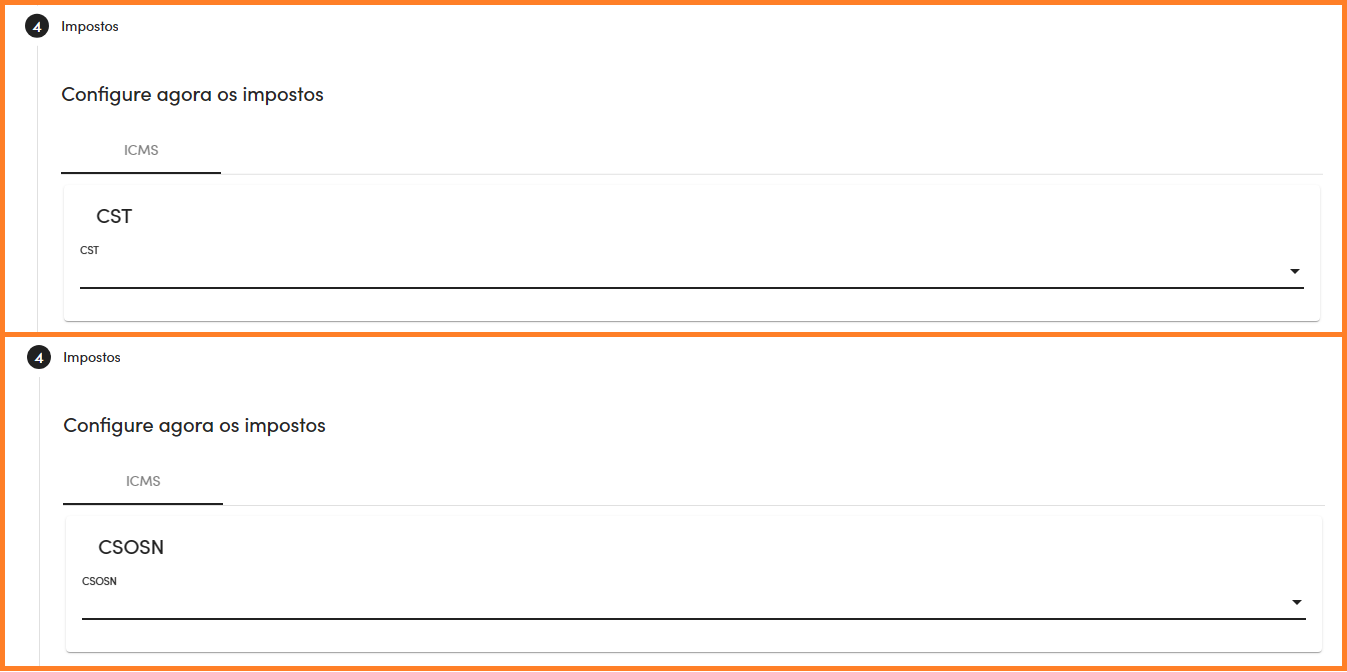 4 Impostos
Configure agora os impostos
ICMS
CST
CST
4 Impostos
Configure agora os impostos
ICMS
CSOSN
CSOSN